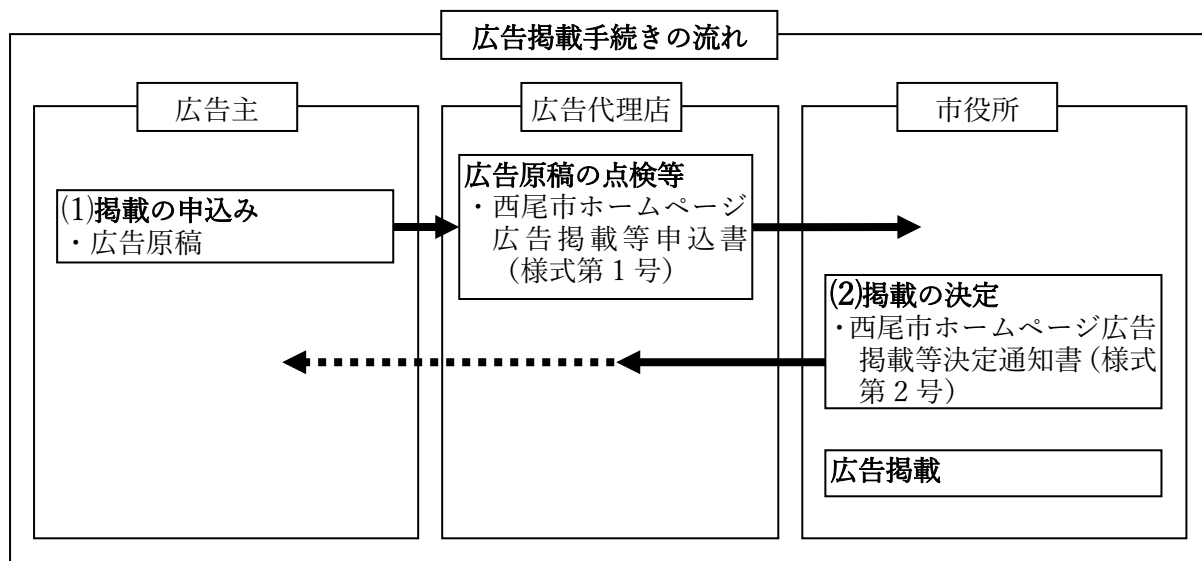 広告掲載手続きの流れ
広告主
広告代理店
市役所
⑴掲載の申込み
・広告原稿
広告原稿の点検等
・西尾市ホームページ
広告掲載等申込書
（様式第1号）
⑵掲載の決定
・西尾市ホームページ広告
掲載等決定通知書（様式
第2号）
広告掲載